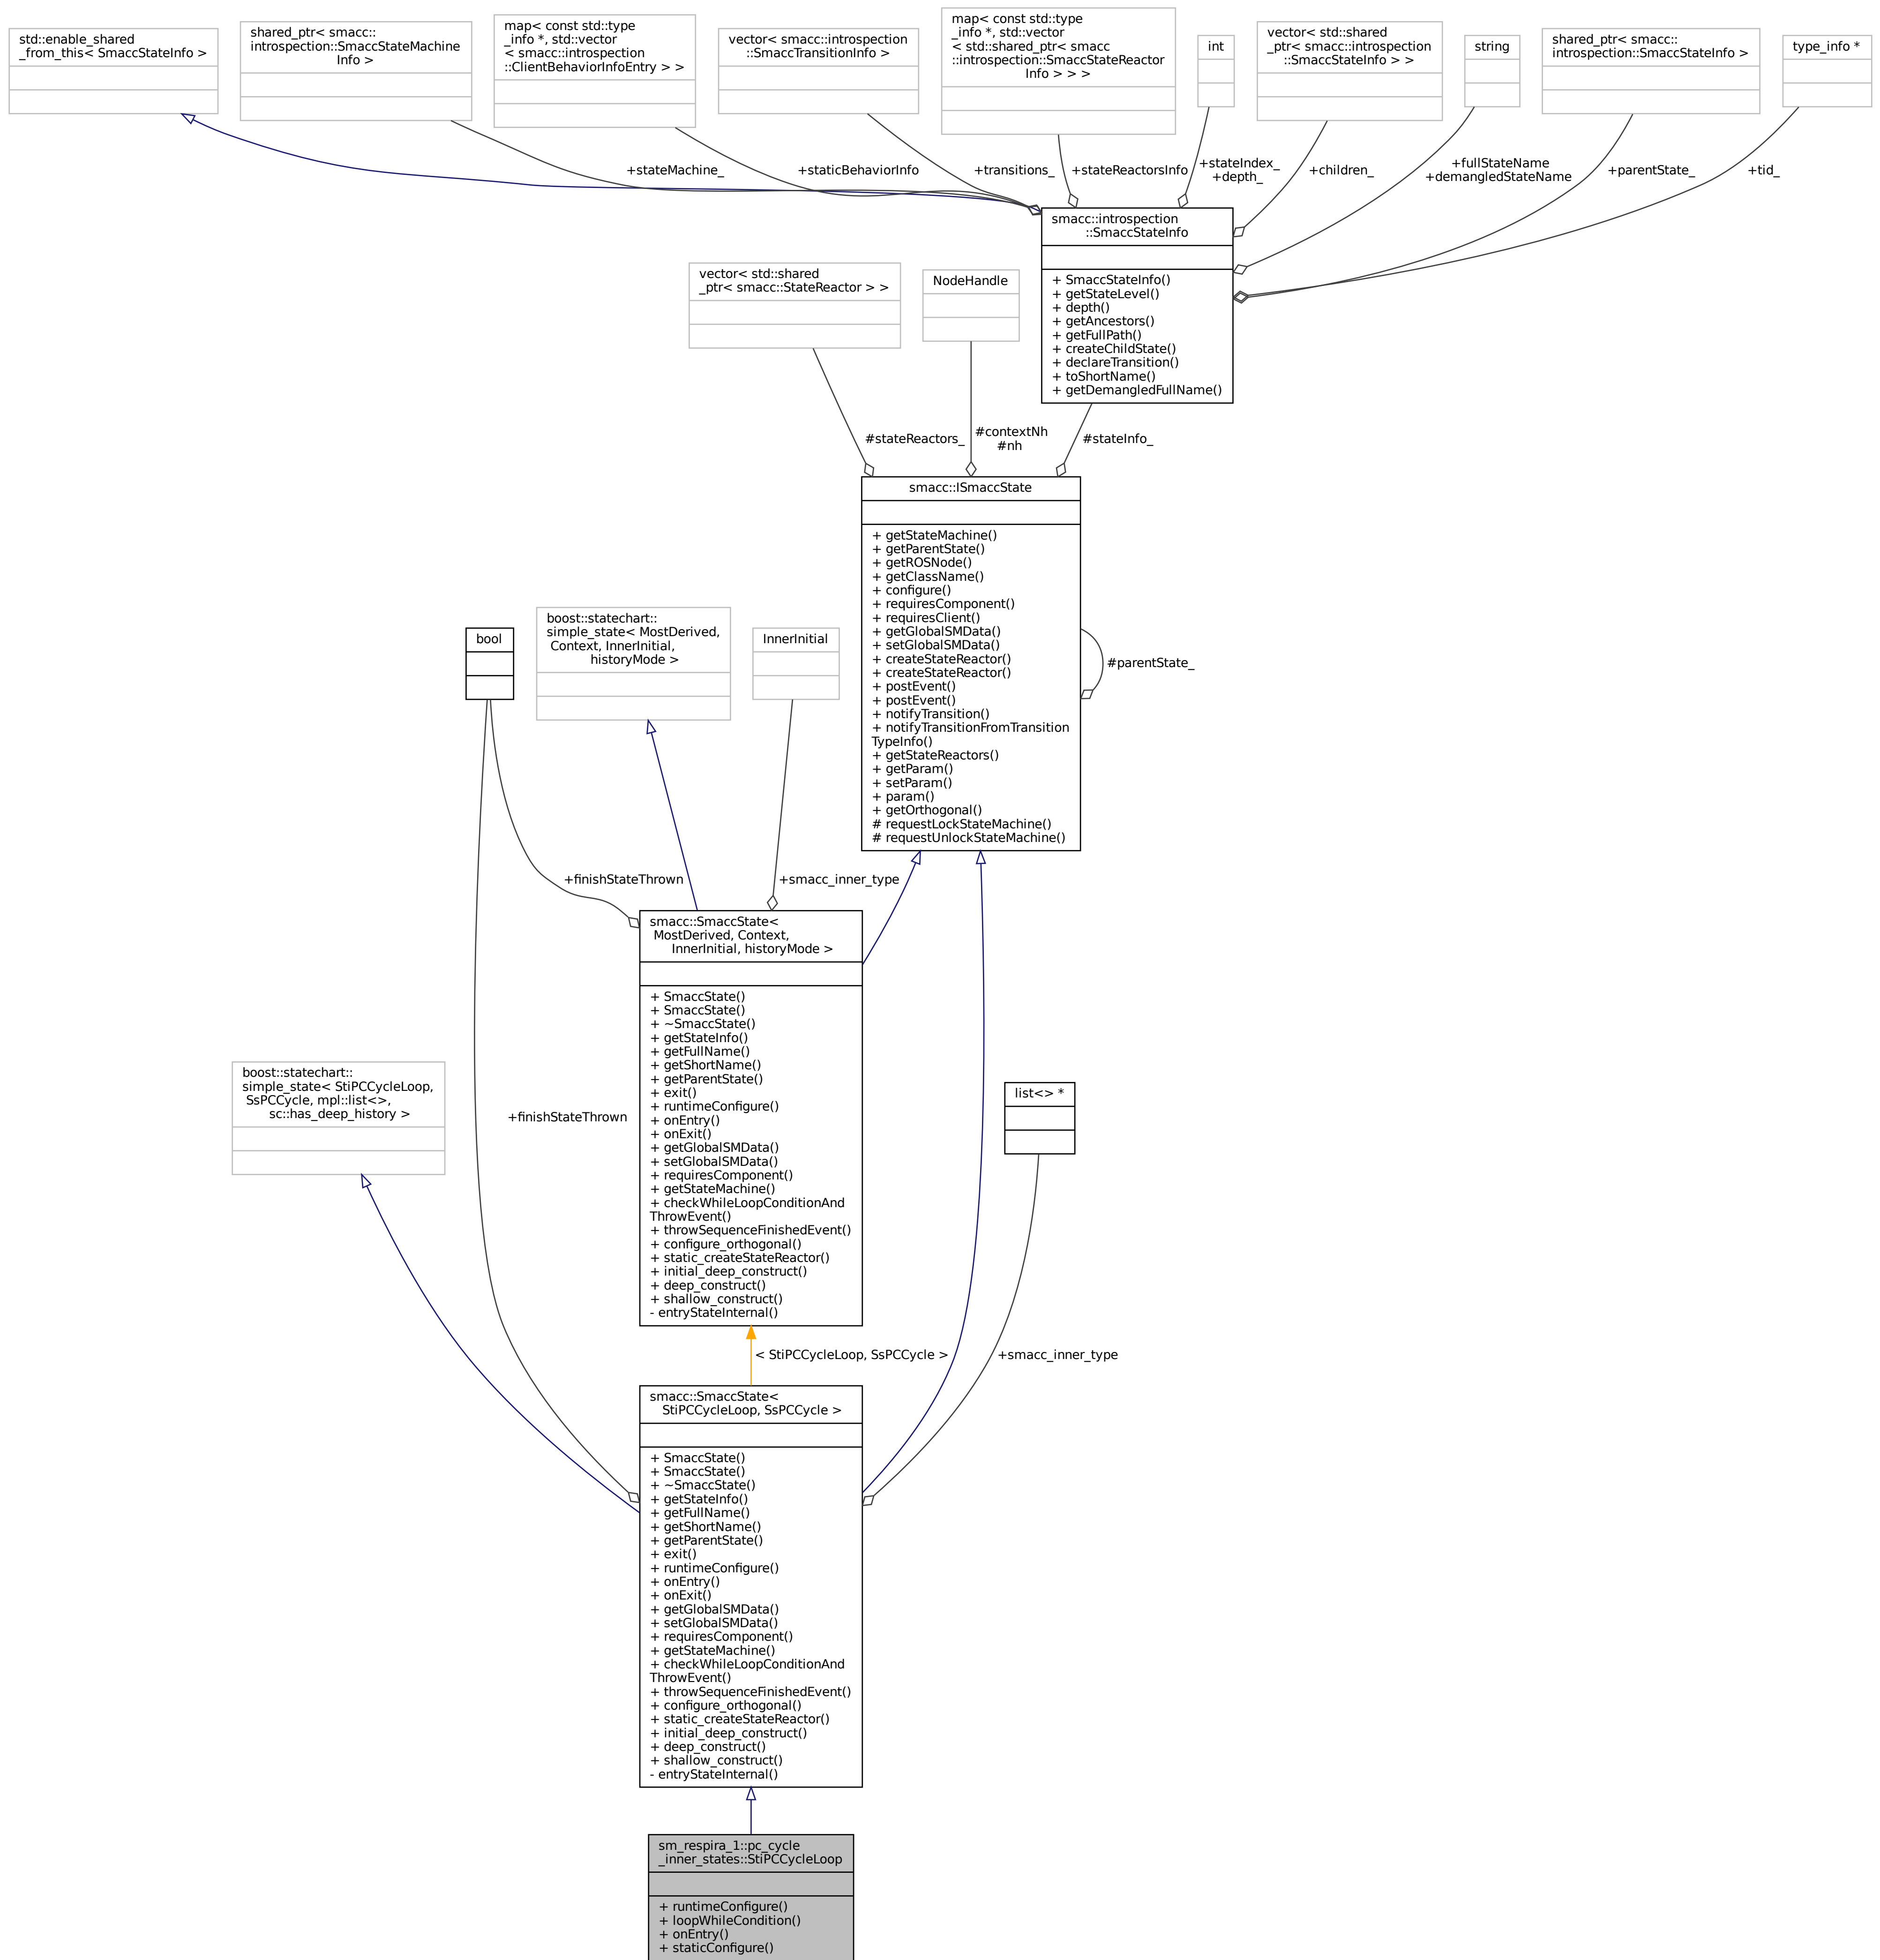 std::enable_shared
_from_this< SmaccStateInfo >
shared_ptr< smacc::
introspection::SmaccStateMachine
Info >
map< const std::type
_info *, std::vector
< smacc::introspection
::ClientBehaviorInfoEntry > >
vector< smacc::introspection
::SmaccTransitionInfo >
map< const std::type
_info *, std::vector
< std::shared_ptr< smacc
::introspection::SmaccStateReactor
Info > > >
int
vector< std::shared
_ptr< smacc::introspection
::SmaccStateInfo > >
string
shared_ptr< smacc::
introspection::SmaccStateInfo >
type_info *
+stateMachine_
+staticBehaviorInfo
+transitions_
+stateReactorsInfo
+stateIndex_
+depth_
+children_
+fullStateName
+demangledStateName
+parentState_
+tid_
smacc::introspection
::SmaccStateInfo
+ SmaccStateInfo()
+ getStateLevel()
+ depth()
+ getAncestors()
+ getFullPath()
+ createChildState()
+ declareTransition()
+ toShortName()
+ getDemangledFullName()
vector< std::shared
_ptr< smacc::StateReactor > >
NodeHandle
#stateReactors_
#contextNh
#nh
#stateInfo_
smacc::ISmaccState
+ getStateMachine()
+ getParentState()
+ getROSNode()
+ getClassName()
+ configure()
+ requiresComponent()
+ requiresClient()
+ getGlobalSMData()
+ setGlobalSMData()
+ createStateReactor()
+ createStateReactor()
+ postEvent()
+ postEvent()
+ notifyTransition()
+ notifyTransitionFromTransition
TypeInfo()
+ getStateReactors()
+ getParam()
+ setParam()
+ param()
+ getOrthogonal()
# requestLockStateMachine()
# requestUnlockStateMachine()
#parentState_
bool
boost::statechart::
simple_state< MostDerived,
Context, InnerInitial,
historyMode >
InnerInitial
+finishStateThrown
+smacc_inner_type
smacc::SmaccState<
MostDerived, Context,
InnerInitial, historyMode >
+ SmaccState()
+ SmaccState()
+ ~SmaccState()
+ getStateInfo()
+ getFullName()
+ getShortName()
+ getParentState()
+ exit()
+ runtimeConfigure()
+ onEntry()
+ onExit()
+ getGlobalSMData()
+ setGlobalSMData()
+ requiresComponent()
+ getStateMachine()
+ checkWhileLoopConditionAnd
ThrowEvent()
+ throwSequenceFinishedEvent()
+ configure_orthogonal()
+ static_createStateReactor()
+ initial_deep_construct()
+ deep_construct()
+ shallow_construct()
- entryStateInternal()
boost::statechart::
simple_state< StiPCCycleLoop,
SsPCCycle, mpl::list<>,
sc::has_deep_history >
+finishStateThrown
list<> *
< StiPCCycleLoop, SsPCCycle >
+smacc_inner_type
smacc::SmaccState<
StiPCCycleLoop, SsPCCycle >
+ SmaccState()
+ SmaccState()
+ ~SmaccState()
+ getStateInfo()
+ getFullName()
+ getShortName()
+ getParentState()
+ exit()
+ runtimeConfigure()
+ onEntry()
+ onExit()
+ getGlobalSMData()
+ setGlobalSMData()
+ requiresComponent()
+ getStateMachine()
+ checkWhileLoopConditionAnd
ThrowEvent()
+ throwSequenceFinishedEvent()
+ configure_orthogonal()
+ static_createStateReactor()
+ initial_deep_construct()
+ deep_construct()
+ shallow_construct()
- entryStateInternal()
sm_respira_1::pc_cycle
_inner_states::StiPCCycleLoop
+ runtimeConfigure()
+ loopWhileCondition()
+ onEntry()
+ staticConfigure()